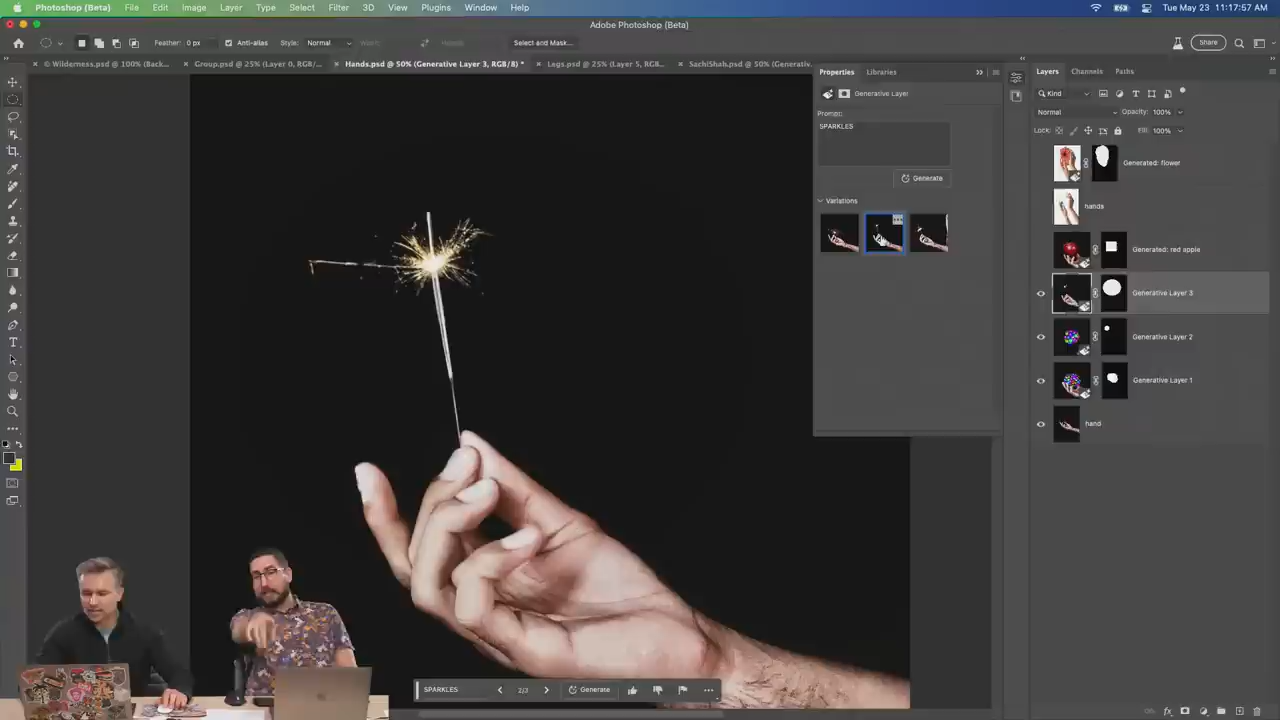 Photoshop (Beta) File Edit Image Layer Type Select Filter 3D View Plugins Window Help Tue May 23 11:17:57 AM
Adobe Photoshop (Beta)
Feather: 0 px Anti-alias Style: Normal Select and Mask... Share
© Wilderness.psd @ 100% (Back... Group.psd @ 25% (Layer 0, RGB/... Hands.psd @ 50% (Generative Layer 3, RGB/8) * Legs.psd @ 25% (Layer 5, RGB... SachiShah.psd @ 50% (Generativ...
Properties Libraries
Generative Layer
Prompt:
SPARKLES
Generate
Variations
Layers Channels Paths
Kind
Normal Opacity: 100%
Lock: Fill: 100%
Generated: flower
hands
Generated: red apple
Generative Layer 3
Generative Layer 2
Generative Layer 1
hand
SPARKLES 2/3 Generate